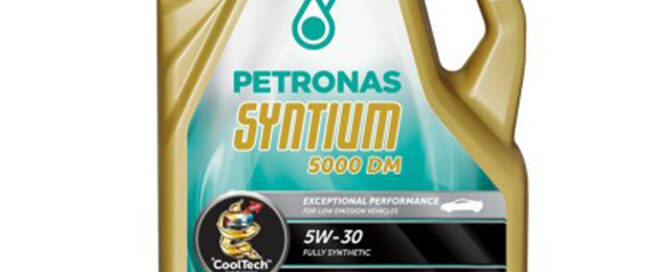 PETRONAS
SYNTIUM
5000 DM
EXCEPTIONAL PERFORMANCE
FOR LOW EMISSION VEHICLES
5W-30
FULLY SYNTHETIC
"CoolTech"